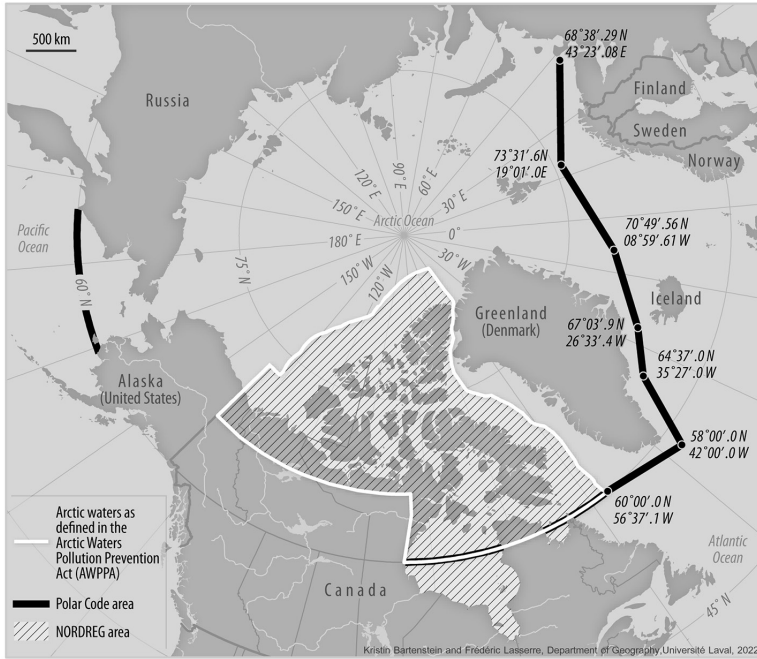 500 km
68°38'.29 N
43°23'.08 E
Russia
Finland
Sweden
Norway
73°31'.6N
19°01'.0E
90°E
120°E
60°E
150°E
30°E
Arctic Ocean
180°E
0°
150°W
30°W
120°W
75°N
Pacific
Ocean
60°N
70°49'.56 N
08°59'.61 W
Iceland
Greenland
(Denmark)
67°03'.9 N
26°33'.4 W
64°37'.0 N
35°27'.0 W
Alaska
(United States)
58°00'.0 N
42°00'.0 W
60°00'.0 N
56°37'.1 W
Atlantic
Ocean
45°N
Canada
Arctic waters as
defined in the
Arctic Waters
Pollution Prevention
Act (AWPPA)
Polar Code area
NORDREG area
Kristin Bartenstein and Frédéric Lasserre, Department of Geography,Université Laval, 2022